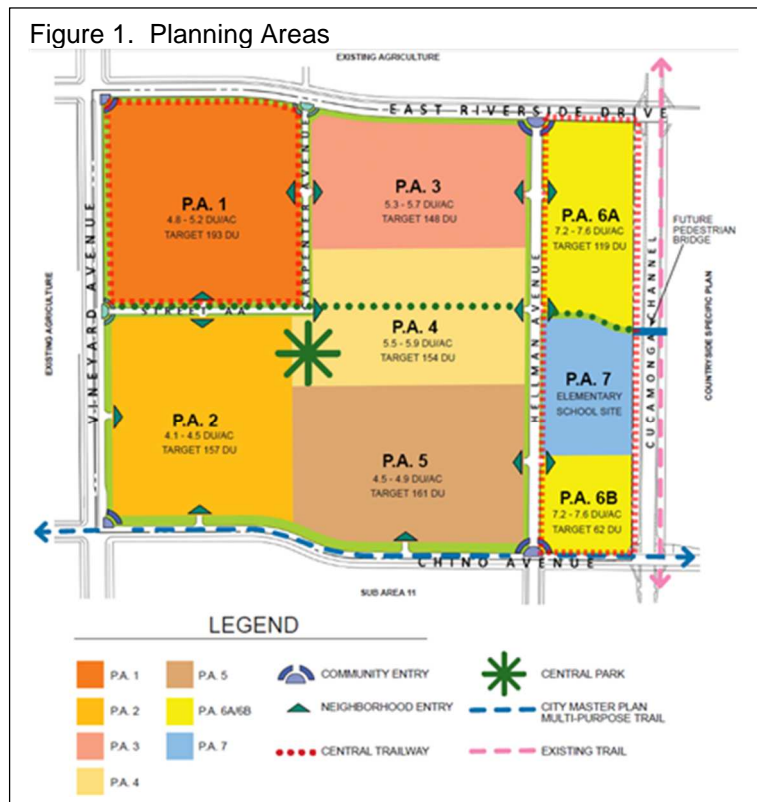 Figure 1. Planning Areas
EXISTING AGRICULTURE
EAST RIVERSIDE DRIVE
P.A. 1
4.8 - 5.2 DU/AC
TARGET 193 DU
CARPENTER AVENUE
P.A. 3
5.3 - 5.7 DU/AC
TARGET 148 DU
P.A. 6A
7.2 - 7.6 DU/AC
TARGET 119 DU
FUTURE
PEDESTRIAN
BRIDGE
VINEYARD AVENUE
EXISTING AGRICULTURE
STREET AA
P.A. 4
5.5 - 5.9 DU/AC
TARGET 154 DU
HELLMAN AVENUE
CUCAMONGA CHANNEL
COUNTRYSIDE SPECIFIC PLAN
P.A. 2
4.1 - 4.5 DU/AC
TARGET 157 DU
P.A. 7
ELEMENTARY
SCHOOL SITE
P.A. 5
4.5 - 4.9 DU/AC
TARGET 161 DU
P.A. 6B
7.2 - 7.6 DU/AC
TARGET 62 DU
CHINO AVENUE
SUB AREA 11
LEGEND
P.A. 1
P.A. 2
P.A. 3
P.A. 4
P.A. 5
P.A. 6A/6B
P.A. 7
COMMUNITY ENTRY
NEIGHBORHOOD ENTRY
CENTRAL TRAILWAY
CENTRAL PARK
CITY MASTER PLAN
MULTI-PURPOSE TRAIL
EXISTING TRAIL